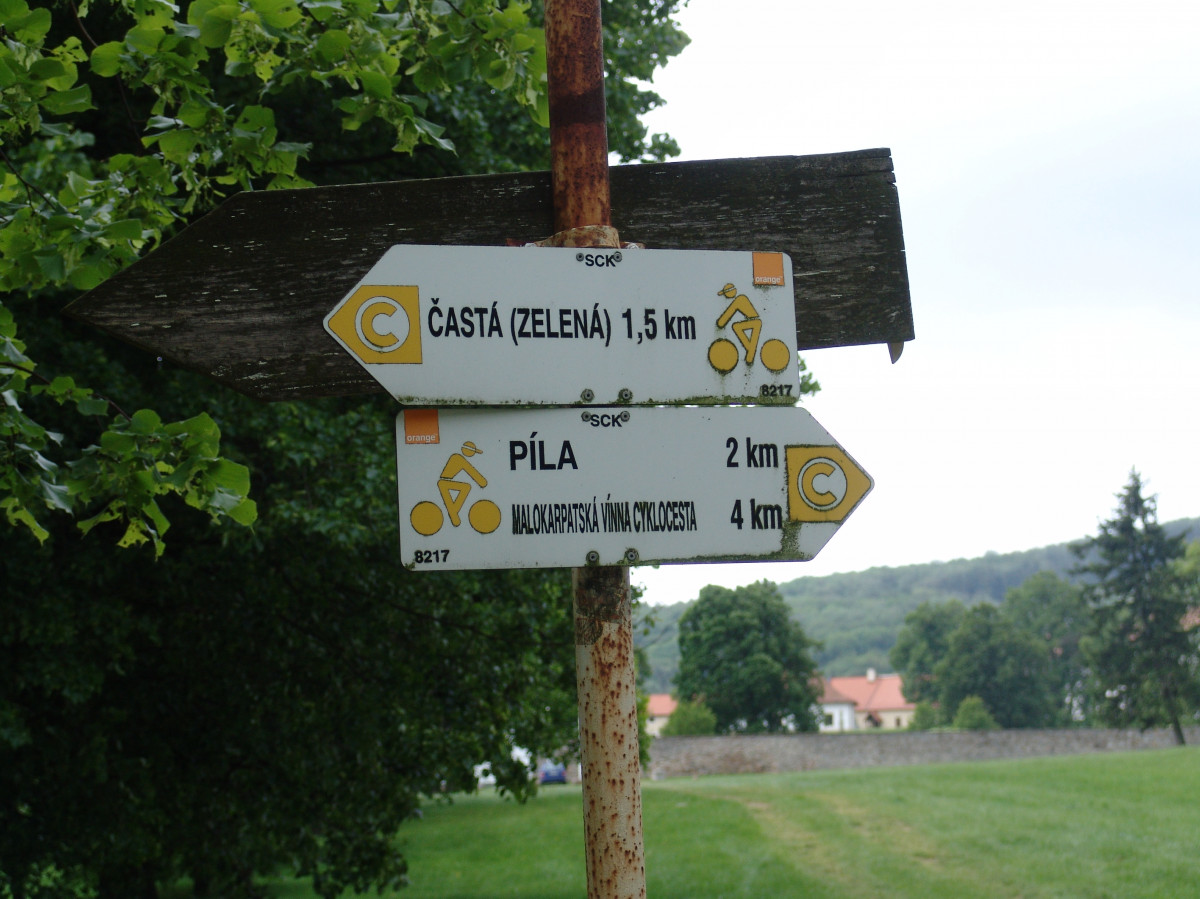 SCK
orange
C ČASTÁ (ZELENÁ) 1,5 km
8217
SCK
orange
PÍLA 2 km
MALOKARPATSKÁ VÍNNA CYKLOCESTA 4 km
C
8217